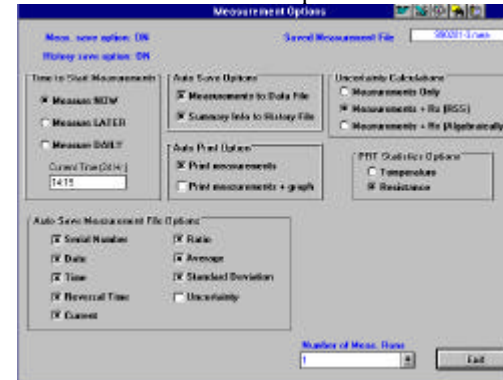 Measurement Options
Meas. save option: ON
Saved Measurement File
History save option: ON
Time to Start Measurements
Measure NOW
Measure LATER
Measure DAILY
Current Time (24 Hr)
14:15
Auto Save Options
Measurements to Data File
Summary Info to History File
Auto Print Option
Print measurements
Print measurements + graph
Uncertainty Calculations
Measurements Only
Measurements + Rs (RSS)
Measurements + Rs (Algebraically
PRT Statistics Options
Temperature
Resistance
Auto Save Measurement File Options
Serial Number
Date
Time
Reversal Time
Current
Ratio
Average
Standard Deviation
Uncertainty
Number of Meas. Runs
1
Exit